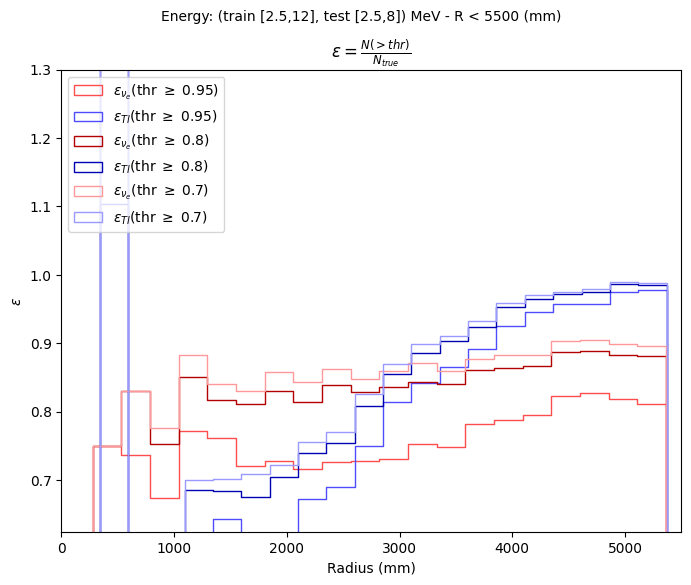 Energy: (train [2.5,12], test [2.5,8]) MeV - R < 5500 (mm)
ε = N(>thr) / N_true
1.3
1.2
1.1
1.0
0.9
0.8
0.7
ε
ε_νe(thr ≥ 0.95)
ε_Tl(thr ≥ 0.95)
ε_νe(thr ≥ 0.8)
ε_Tl(thr ≥ 0.8)
ε_νe(thr ≥ 0.7)
ε_Tl(thr ≥ 0.7)
0 1000 2000 3000 4000 5000
Radius (mm)